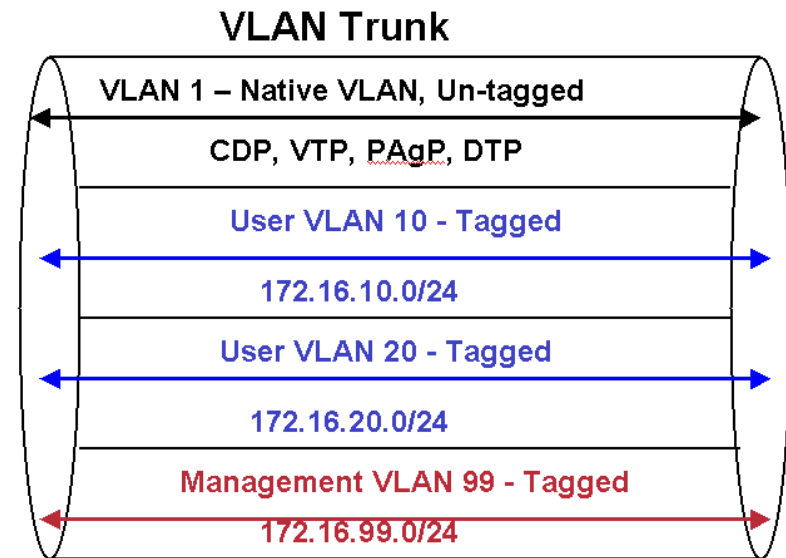 VLAN Trunk
VLAN 1 – Native VLAN, Un-tagged
CDP, VTP, PAgP, DTP
User VLAN 10 - Tagged
172.16.10.0/24
User VLAN 20 - Tagged
172.16.20.0/24
Management VLAN 99 - Tagged
172.16.99.0/24